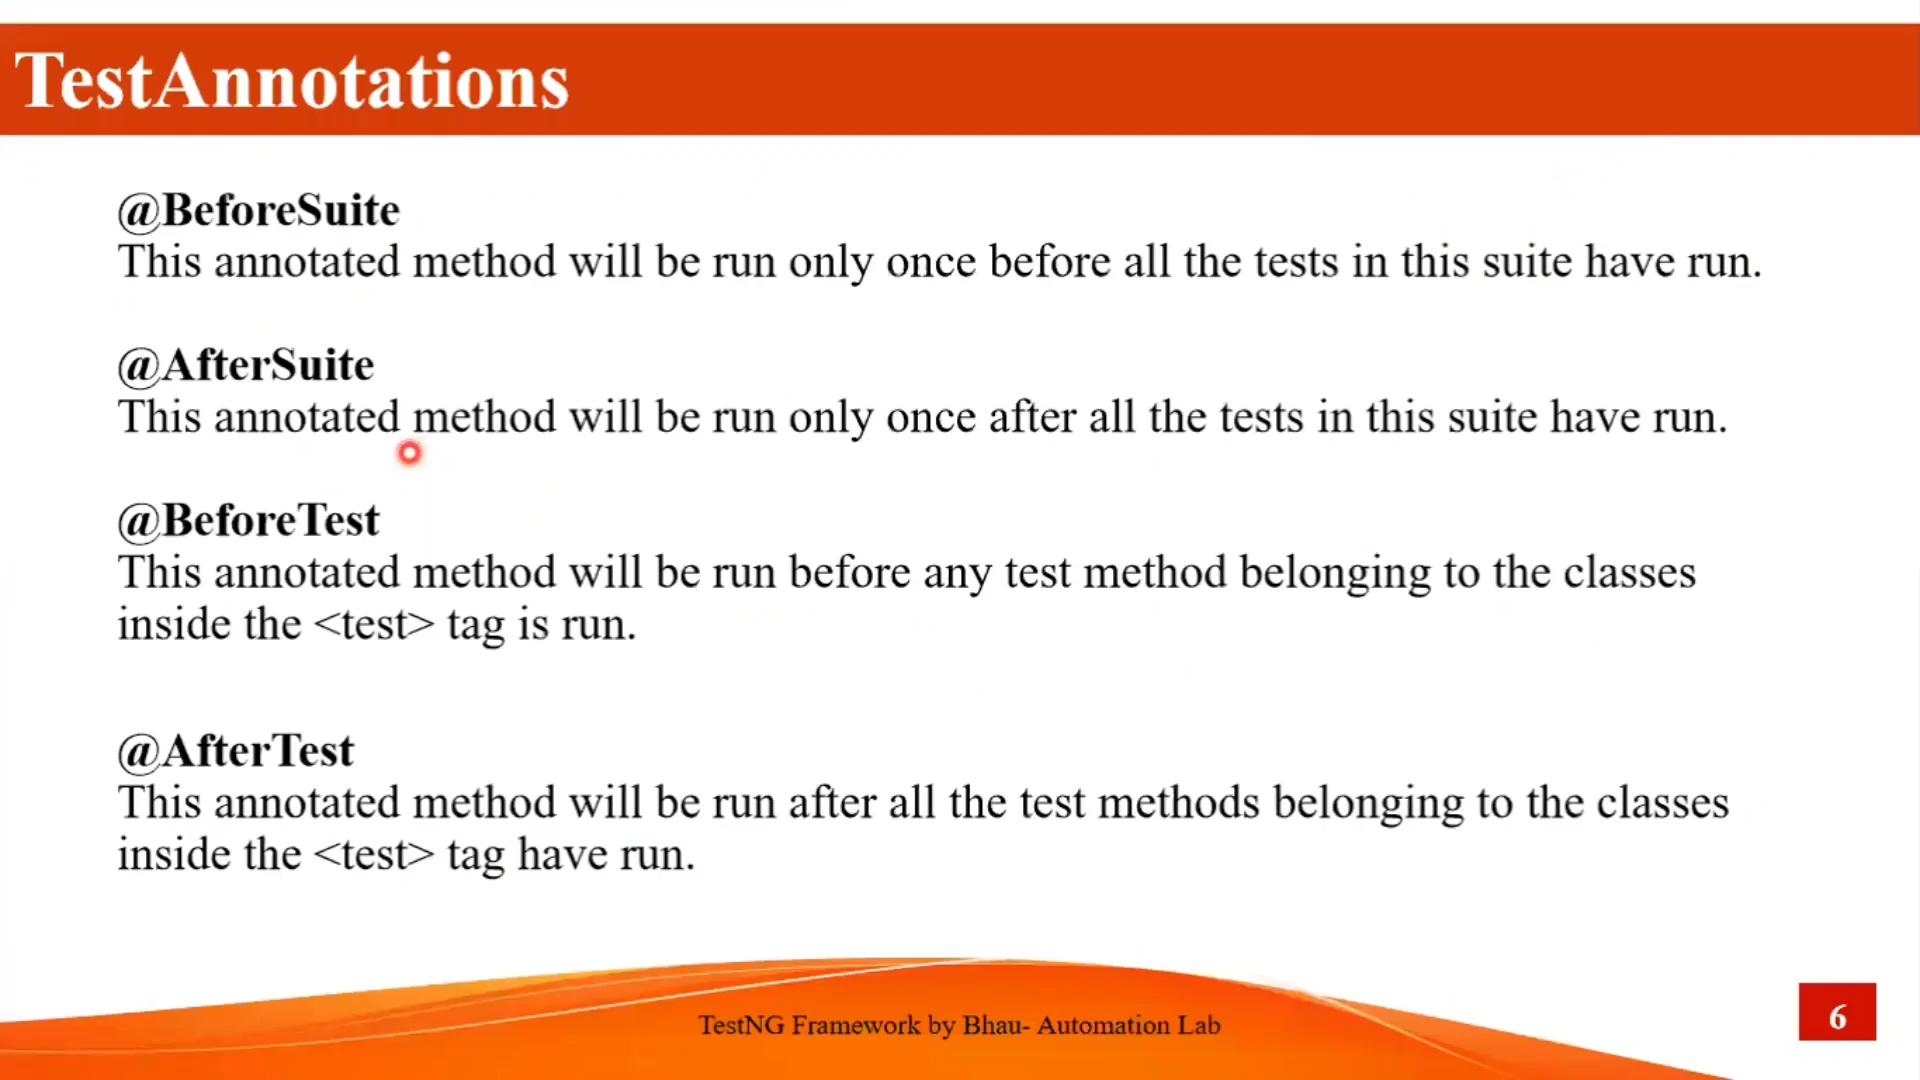 TestAnnotations
@BeforeSuite
This annotated method will be run only once before all the tests in this suite have run.
@AfterSuite
This annotated method will be run only once after all the tests in this suite have run.
@BeforeTest
This annotated method will be run before any test method belonging to the classes
inside the <test> tag is run.
@AfterTest
This annotated method will be run after all the test methods belonging to the classes
inside the <test> tag have run.
TestNG Framework by Bhau- Automation Lab
6